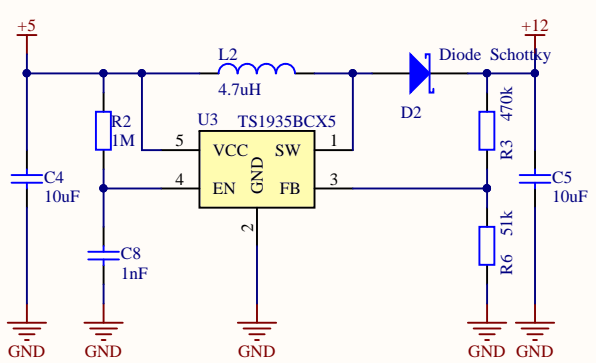 +5
+12
L2
4.7uH
Diode Schottky
D2
R2
1M
U3
TS1935BCX5
470k
R3
5
VCC
SW
1
4
EN
GND
FB
3
2
C4
10uF
C5
10uF
C8
1nF
51k
R6
GND
GND
GND
GND
GND